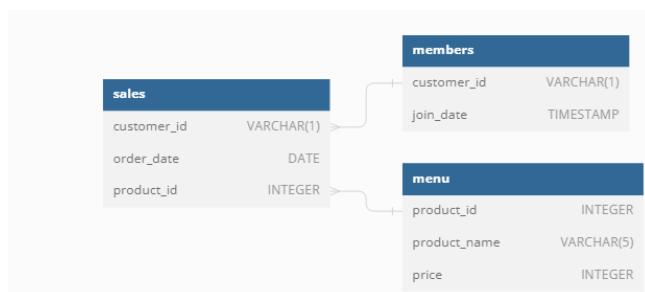 sales
customer_id VARCHAR(1)
order_date DATE
product_id INTEGER
members
customer_id VARCHAR(1)
join_date TIMESTAMP
menu
product_id INTEGER
product_name VARCHAR(5)
price INTEGER